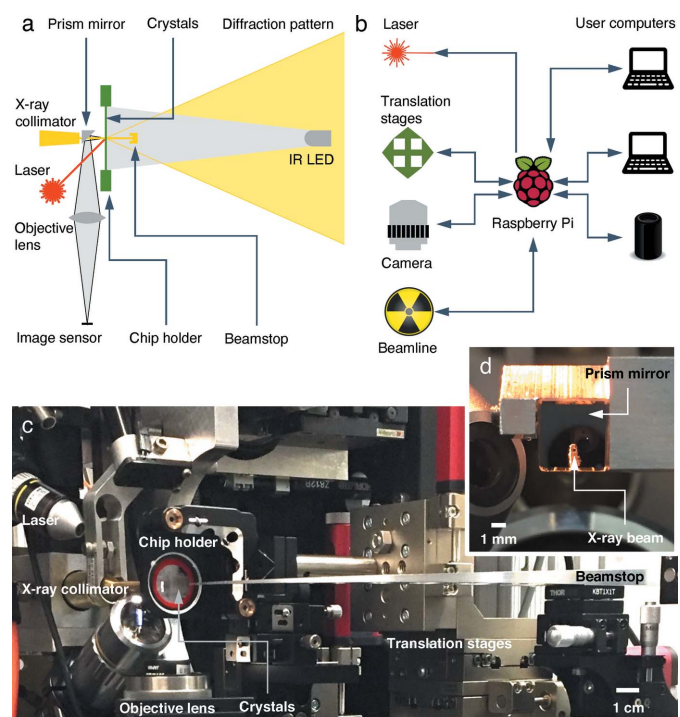 a
Prism mirror
Crystals
Diffraction pattern
X-ray
collimator
Laser
IR LED
Objective
lens
Image sensor
Chip holder
Beamstop
b
Laser
User computers
Translation
stages
Raspberry Pi
Camera
Beamline
c
Laser
Chip holder
X-ray collimator
Beamstop
THOR
KBT1X1T
Translation stages
Objective lens
Crystals
1 cm
d
Prism mirror
X-ray beam
1 mm